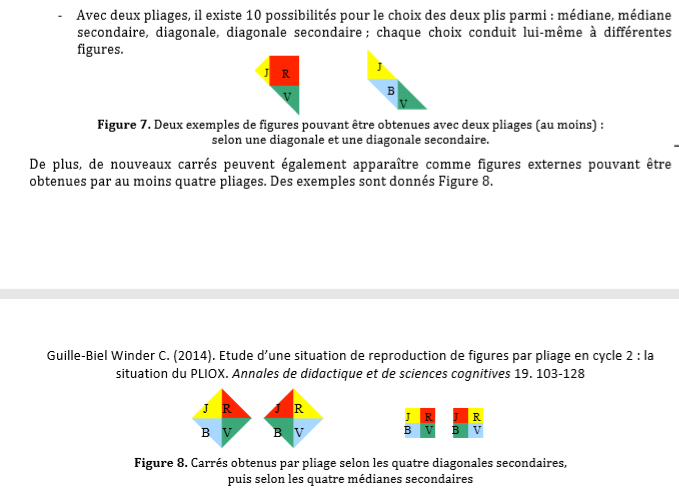 - Avec deux pliages, il existe 10 possibilités pour le choix des deux plis parmi : médiane, médiane
secondaire, diagonale, diagonale secondaire ; chaque choix conduit lui-même à différentes
figures.
J R
V
J
B
V
Figure 7. Deux exemples de figures pouvant être obtenues avec deux pliages (au moins) :
selon une diagonale et une diagonale secondaire.
De plus, de nouveaux carrés peuvent également apparaître comme figures externes pouvant être
obtenues par au moins quatre pliages. Des exemples sont donnés Figure 8.
Guille-Biel Winder C. (2014). Etude d'une situation de reproduction de figures par pliage en cycle 2 : la
situation du PLIOX. Annales de didactique et de sciences cognitives 19. 103-128
J R J R J R J R
B V B V B V B V
Figure 8. Carrés obtenus par pliage selon les quatre diagonales secondaires,
puis selon les quatre médianes secondaires